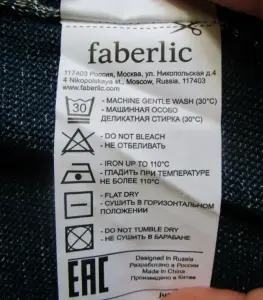 faberlic
117403 Россия, Москва, ул. Никопольская д.4
4 Nikopolskaya st., Moscow, Russia, 117403
www.faberlic.com
30
- MACHINE GENTLE WASH (30°C)
- МАШИННАЯ ОСОБО
ДЕЛИКАТНАЯ СТИРКА (30°C)
- DO NOT BLEACH
- НЕ ОТБЕЛИВАТЬ
- IRON UP TO 110°C
- ГЛАДИТЬ ПРИ ТЕМПЕРАТУРЕ
НЕ БОЛЕЕ 110°C
- FLAT DRY
- СУШИТЬ В ГОРИЗОНТАЛЬНОМ
ПОЛОЖЕНИИ
- DO NOT TUMBLE DRY
- НЕ СУШИТЬ В БАРАБАНЕ
EAC
Designed in Russia
Разработано в России
Made in China
Произведено в Китае